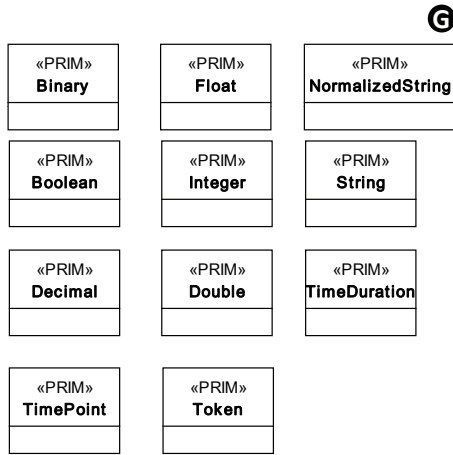 G
«PRIM» «PRIM» «PRIM»
Binary Float NormalizedString
«PRIM» «PRIM» «PRIM»
Boolean Integer String
«PRIM» «PRIM» «PRIM»
Decimal Double TimeDuration
«PRIM» «PRIM»
TimePoint Token